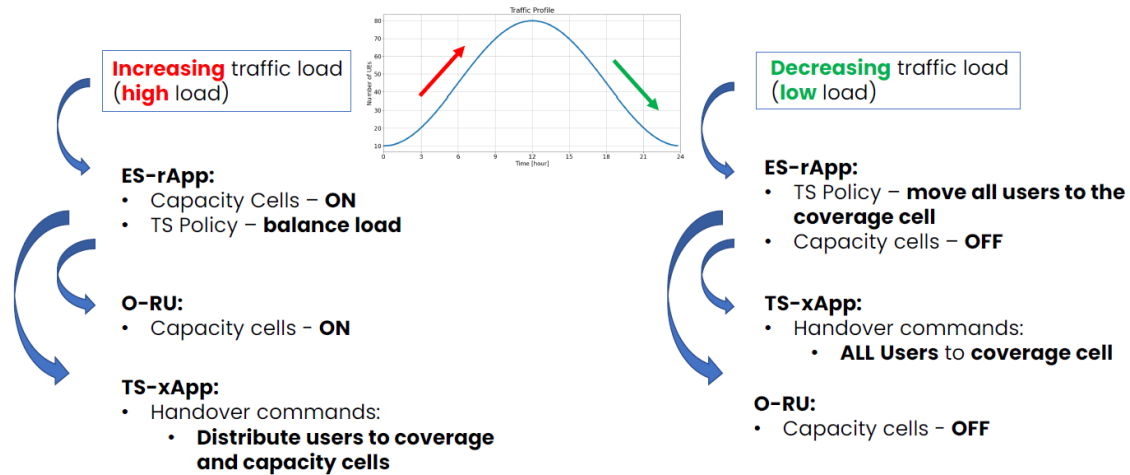 Traffic Profile
80
70
60
50
40
30
20
10
Number of UEs
0
3
6
9
12
15
18
21
24
Time [hour]
Increasing traffic load
(high load)
ES-rApp:
• Capacity Cells – ON
• TS Policy – balance load
O-RU:
• Capacity cells - ON
TS-xApp:
• Handover commands:
• Distribute users to coverage
and capacity cells
Decreasing traffic load
(low load)
ES-rApp:
• TS Policy – move all users to the
coverage cell
• Capacity cells – OFF
TS-xApp:
• Handover commands:
• ALL Users to coverage cell
O-RU:
• Capacity cells - OFF